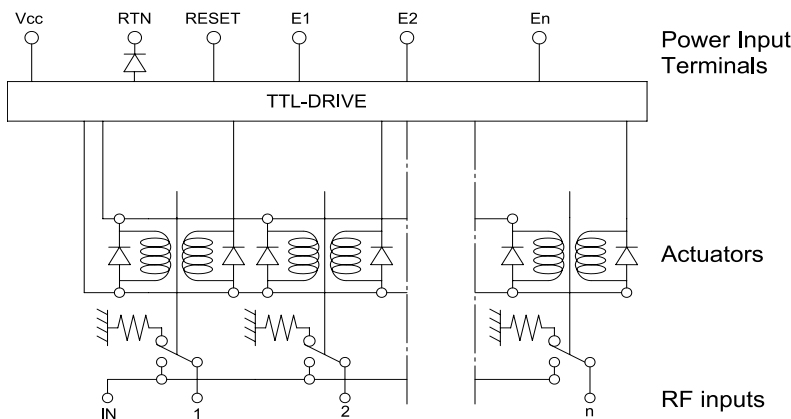 Vcc RTN RESET E1 E2 En
Power Input
Terminals
TTL-DRIVE
Actuators
IN 1 2 n
RF inputs